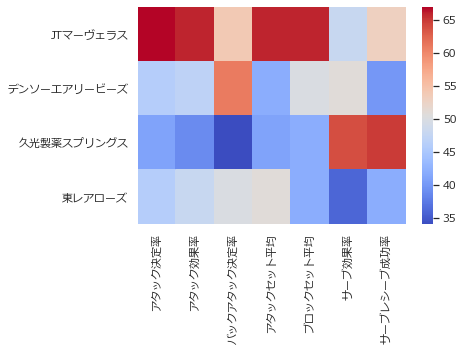 JTマーヴェラス
デンソーエアリービーズ
久光製薬スプリングス
東レアローズ
アタック決定率
アタック効果率
バックアタック決定率
アタックセット平均
ブロックセット平均
サーブ効果率
サーブレシーブ成功率
65
60
55
50
45
40
35